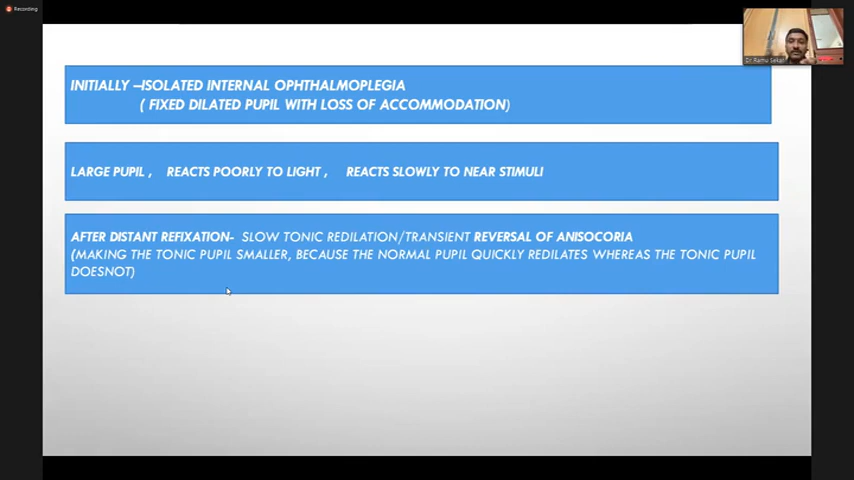 Recording
INITIALLY –ISOLATED INTERNAL OPHTHALMOPLEGIA
( FIXED DILATED PUPIL WITH LOSS OF ACCOMMODATION)
LARGE PUPIL , REACTS POORLY TO LIGHT , REACTS SLOWLY TO NEAR STIMULI
AFTER DISTANT REFIXATION- SLOW TONIC REDILATION/TRANSIENT REVERSAL OF ANISOCORIA
(MAKING THE TONIC PUPIL SMALLER, BECAUSE THE NORMAL PUPIL QUICKLY REDILATES WHEREAS THE TONIC PUPIL
DOESNOT)